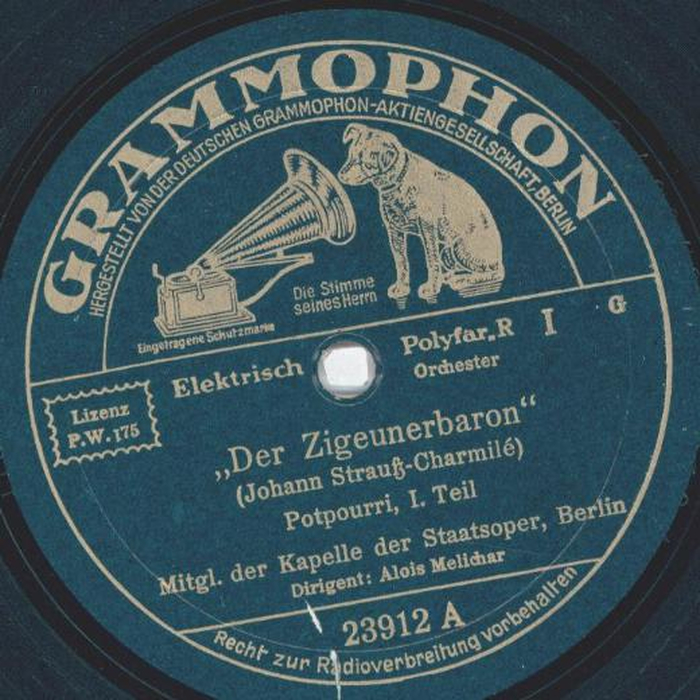 GRAMMOPHON
HERGESTELLT VON DER DEUTSCHEN GRAMMOPHON-AKTIENGESELLSCHAFT, BERLIN
Die Stimme
seines Herrn
Eingetragene Schutzmarke
Polyfar„R I G
Elektrisch
Orchester
Lizenz
P.W.175
„Der Zigeunerbaron“
(Johann Strauß-Charmilé)
Potpourri, I. Teil
Mitgl. der Kapelle der Staatsoper, Berlin
Dirigent: Alois Melichar
23912 A
Recht zur Radioverbreitung vorbehalten